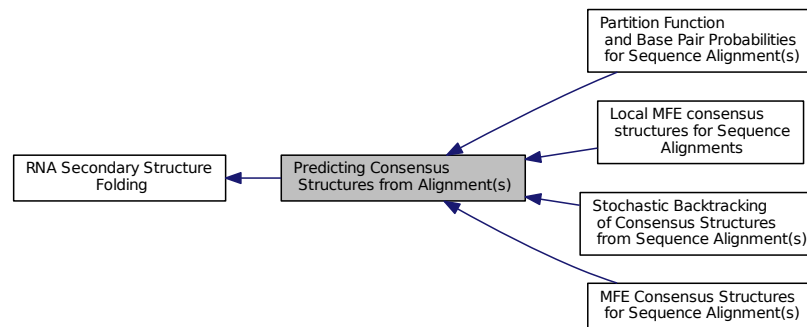 Partition Function
and Base Pair Probabilities
for Sequence Alignment(s)
Local MFE consensus
structures for Sequence
Alignments
RNA Secondary Structure
Folding
Predicting Consensus
Structures from Alignment(s)
Stochastic Backtracking
of Consensus Structures
from Sequence Alignment(s)
MFE Consensus Structures
for Sequence Alignment(s)